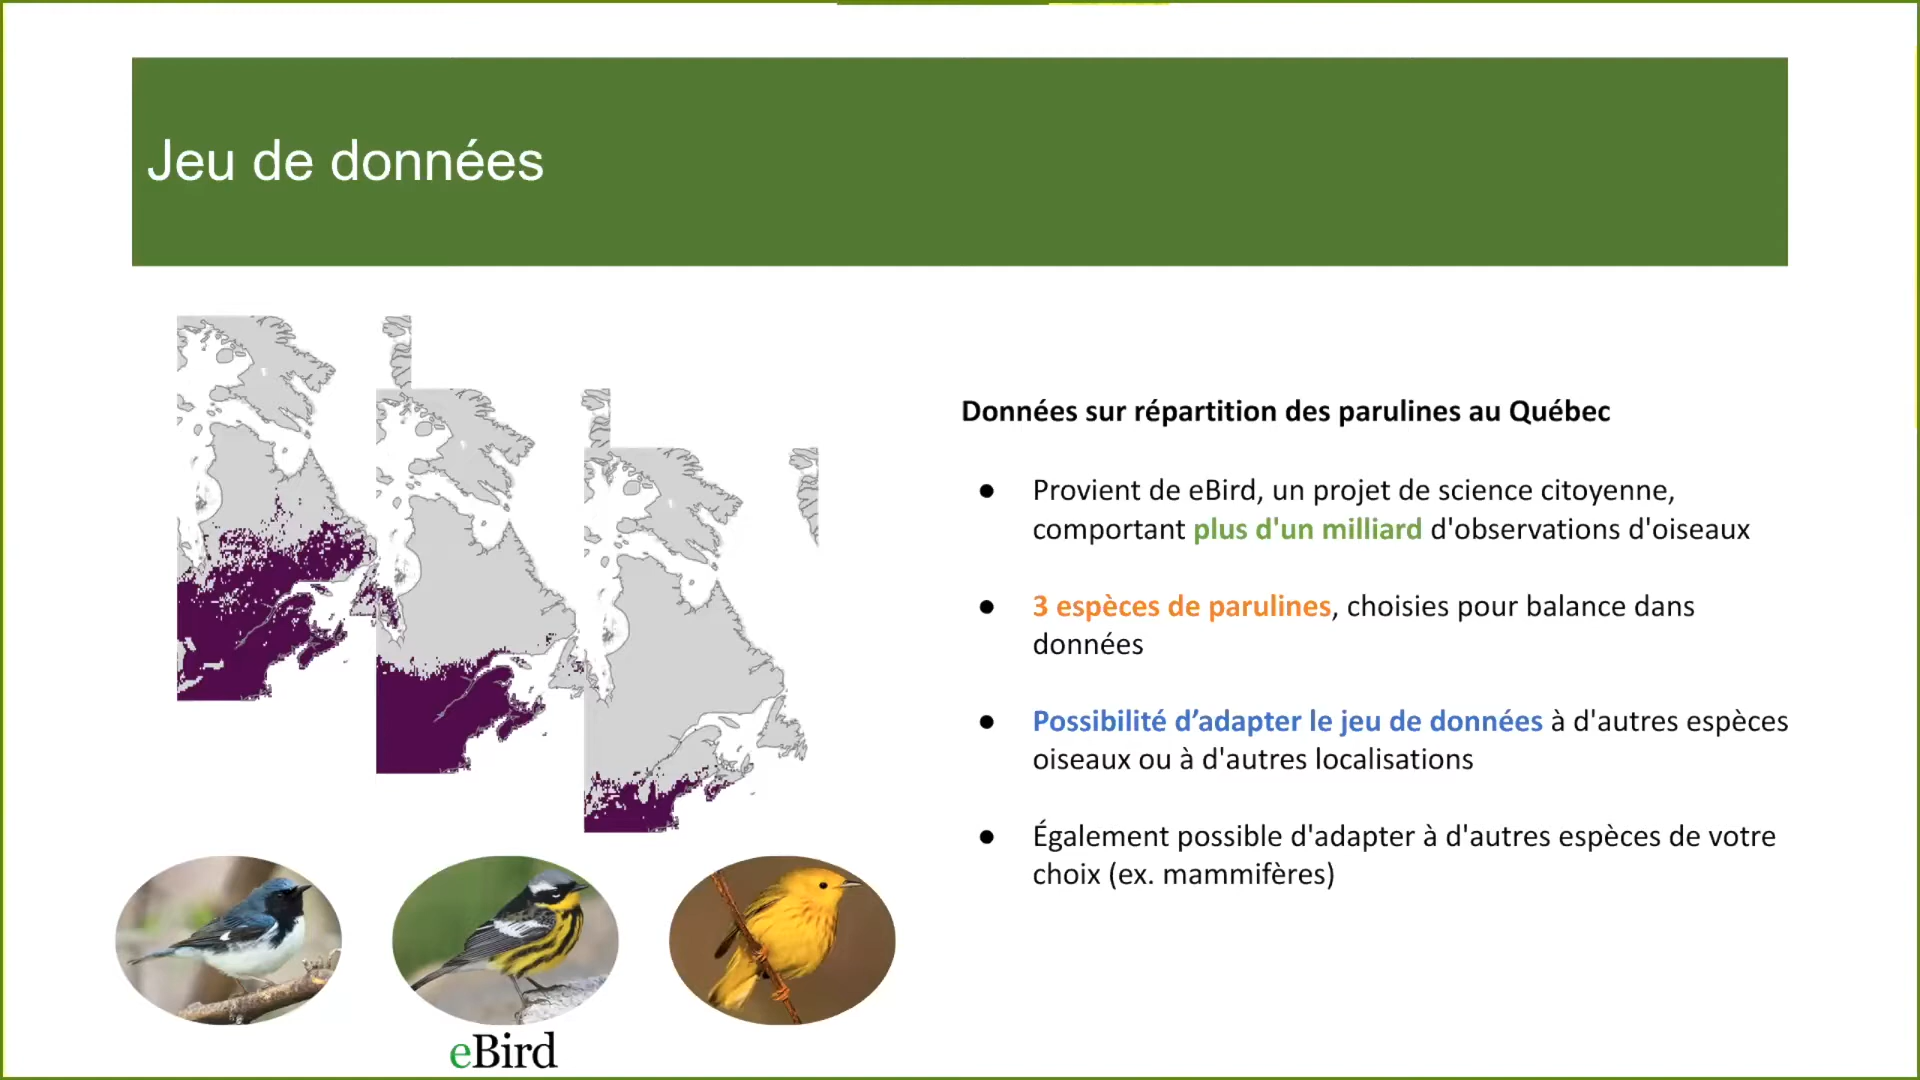 Jeu de données
Données sur répartition des parulines au Québec
● Provient de eBird, un projet de science citoyenne,
comportant plus d'un milliard d'observations d'oiseaux
● 3 espèces de parulines, choisies pour balance dans
données
● Possibilité d’adapter le jeu de données à d'autres espèces
oiseaux ou à d'autres localisations
● Également possible d'adapter à d'autres espèces de votre
choix (ex. mammifères)
eBird